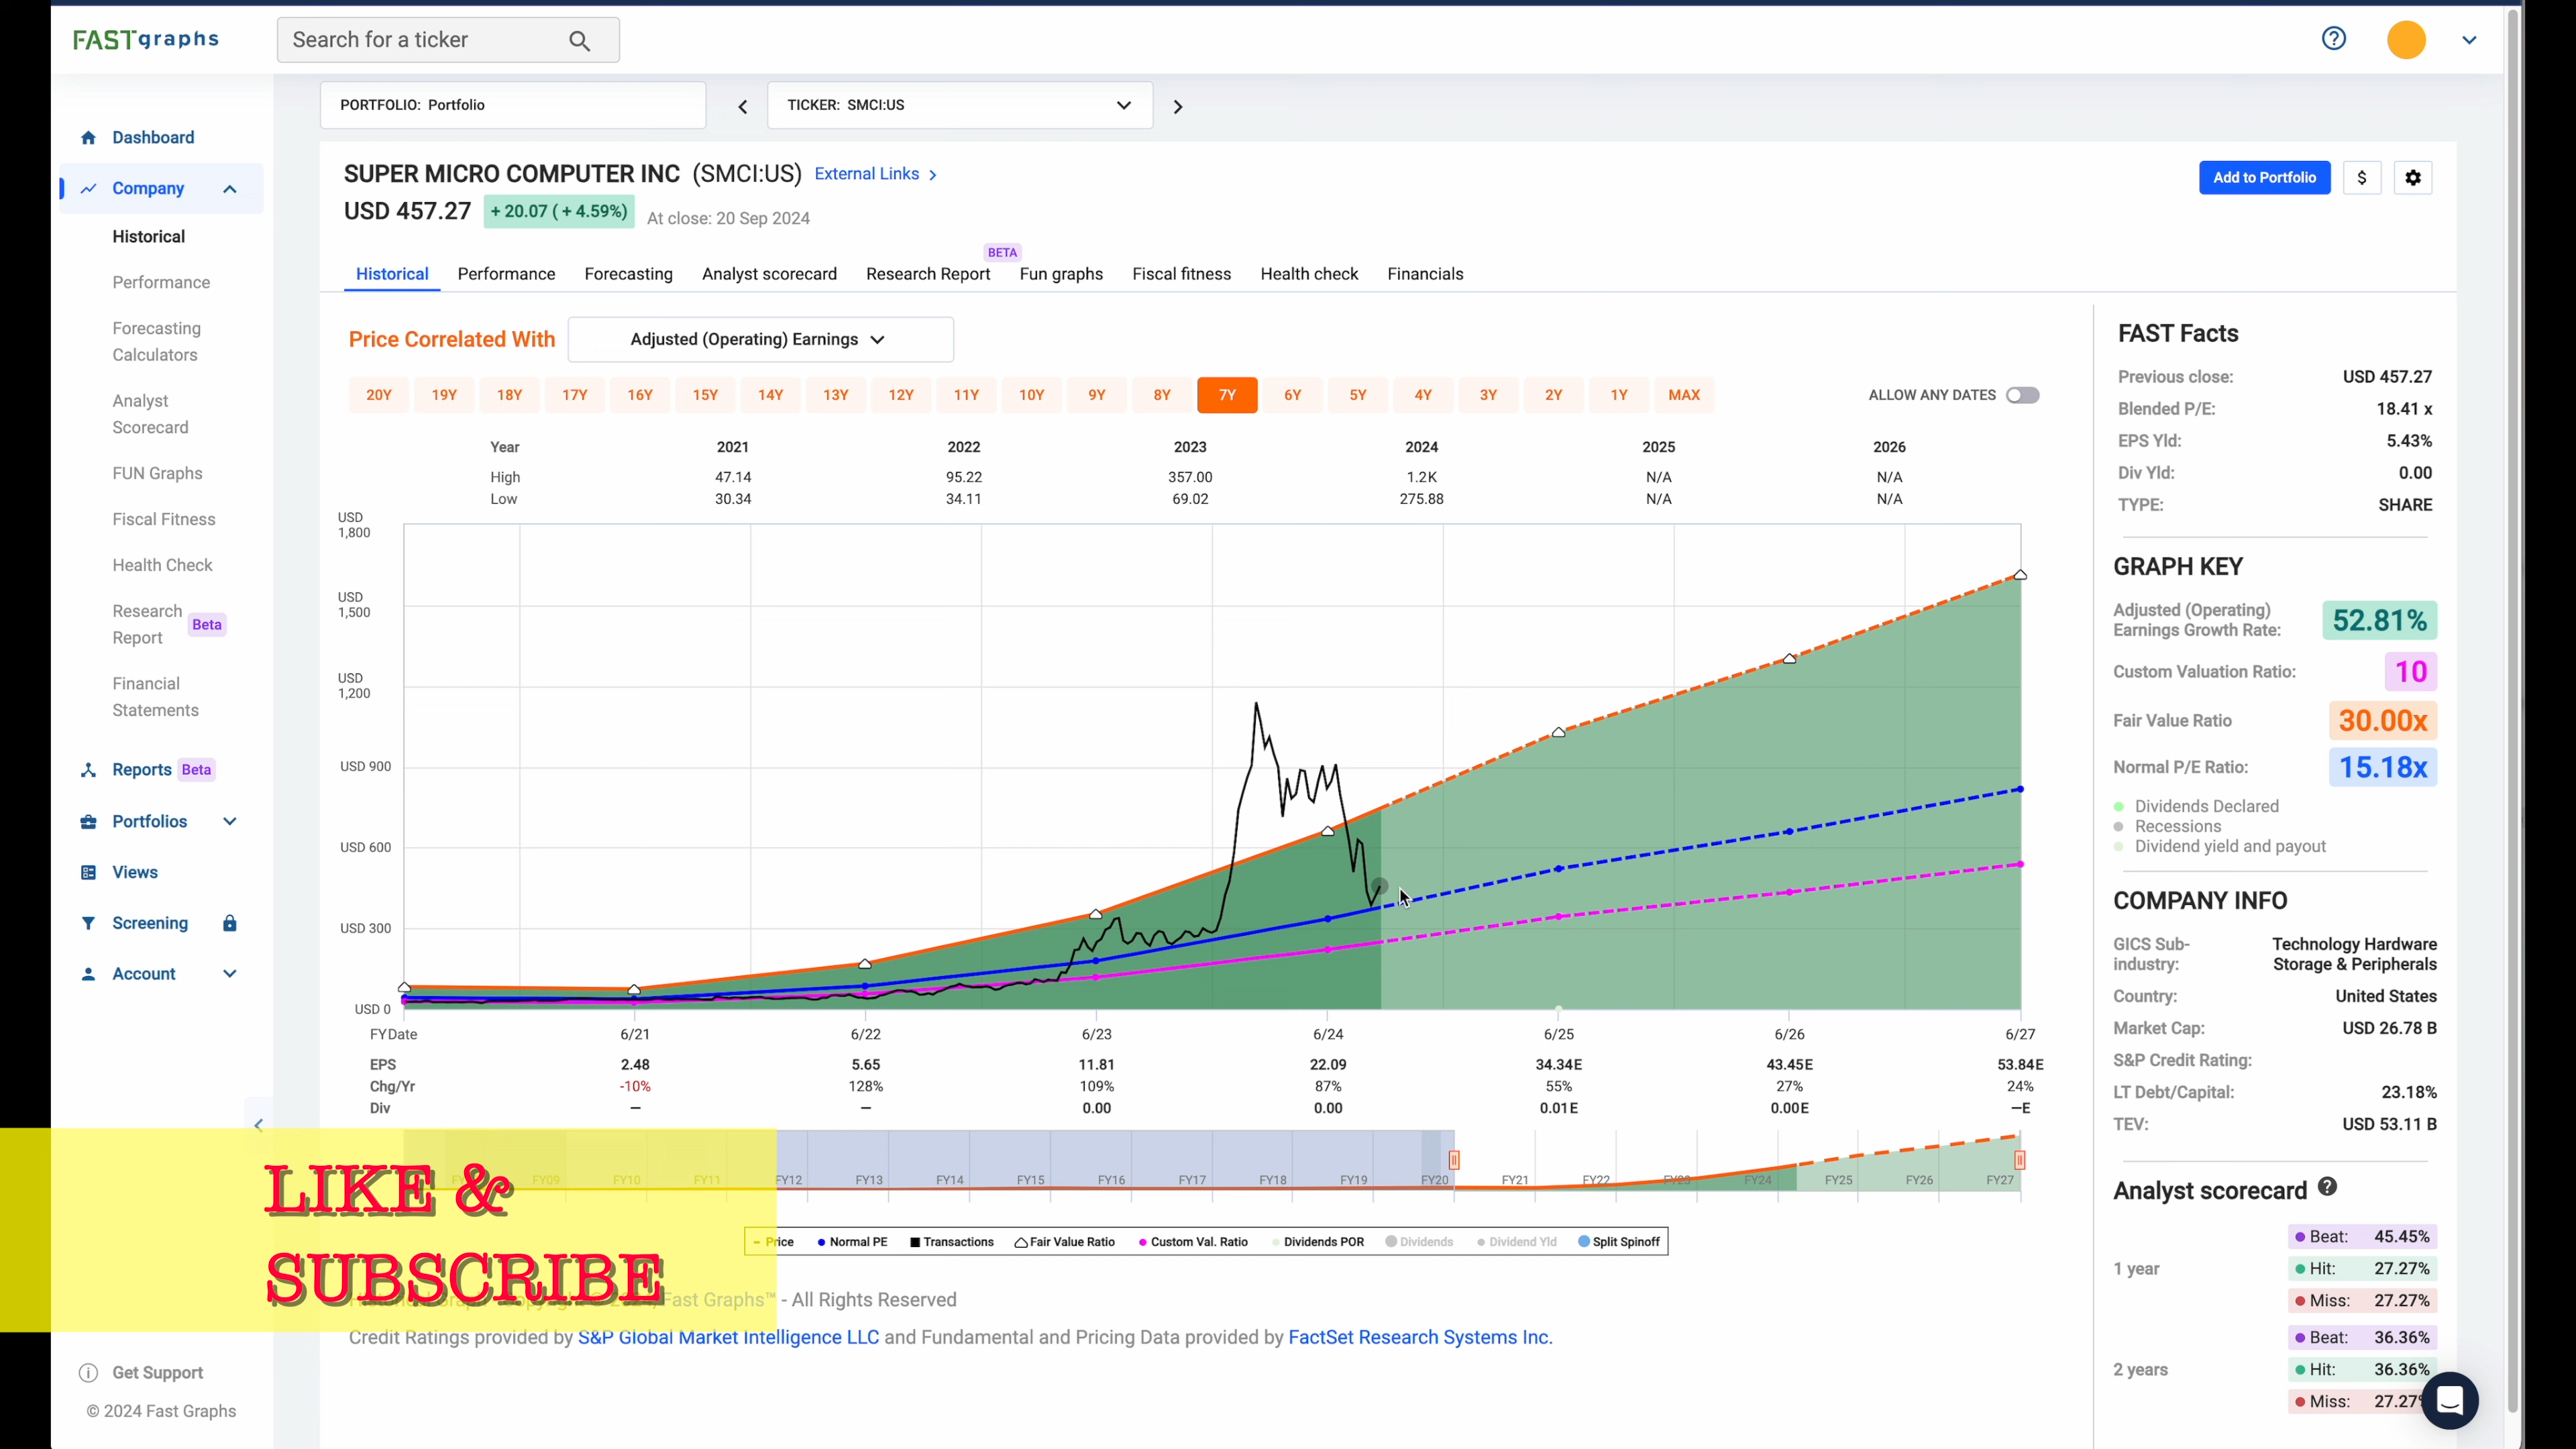 FASTgraphs
Search for a ticker
PORTFOLIO: Portfolio
TICKER: SMCI:US
Dashboard
Company
Historical
Performance
Forecasting
Calculators
Analyst
Scorecard
FUN Graphs
Fiscal Fitness
Health Check
Research
Report
Beta
Financial
Statements
Reports Beta
Portfolios
Views
Screening
Account
Get Support
© 2024 Fast Graphs
SUPER MICRO COMPUTER INC (SMCI:US) External Links
USD 457.27 + 20.07 ( + 4.59%) At close: 20 Sep 2024
Add to Portfolio $
BETA
Historical Performance Forecasting Analyst scorecard Research Report Fun graphs Fiscal fitness Health check Financials
Price Correlated With Adjusted (Operating) Earnings
20Y 19Y 18Y 17Y 16Y 15Y 14Y 13Y 12Y 11Y 10Y 9Y 8Y 7Y 6Y 5Y 4Y 3Y 2Y 1Y MAX
ALLOW ANY DATES
Year 2021 2022 2023 2024 2025 2026
High 47.14 95.22 357.00 1.2K N/A N/A
Low 30.34 34.11 69.02 275.88 N/A N/A
USD
1,800
USD
1,500
USD
1,200
USD 900
USD 600
USD 300
USD 0
FYDate 6/21 6/22 6/23 6/24 6/25 6/26 6/27
EPS 2.48 5.65 11.81 22.09 34.34E 43.45E 53.84E
Chg/Yr -10% 128% 109% 87% 55% 27% 24%
Div – – 0.00 0.00 0.01E 0.00E –E
FY09 FY10 FY11 FY12 FY13 FY14 FY15 FY16 FY17 FY18 FY19 FY20 FY21 FY22 FY23 FY24 FY25 FY26 FY27
Price Normal PE Transactions Fair Value Ratio Custom Val. Ratio Dividends POR Dividends Dividend Yld Split Spinoff
LIKE &
SUBSCRIBE
Fast Graphs™ - All Rights Reserved
Credit Ratings provided by S&P Global Market Intelligence LLC and Fundamental and Pricing Data provided by FactSet Research Systems Inc.
FAST Facts
Previous close: USD 457.27
Blended P/E: 18.41 x
EPS Yld: 5.43%
Div Yld: 0.00
TYPE: SHARE
GRAPH KEY
Adjusted (Operating)
Earnings Growth Rate: 52.81%
Custom Valuation Ratio: 10
Fair Value Ratio 30.00x
Normal P/E Ratio: 15.18x
Dividends Declared
Recessions
Dividend yield and payout
COMPANY INFO
GICS Sub-
industry:
Technology Hardware
Storage & Peripherals
Country: United States
Market Cap: USD 26.78 B
S&P Credit Rating:
LT Debt/Capital: 23.18%
TEV: USD 53.11 B
Analyst scorecard
1 year
Beat: 45.45%
Hit: 27.27%
Miss: 27.27%
2 years
Beat: 36.36%
Hit: 36.36%
Miss: 27.27%